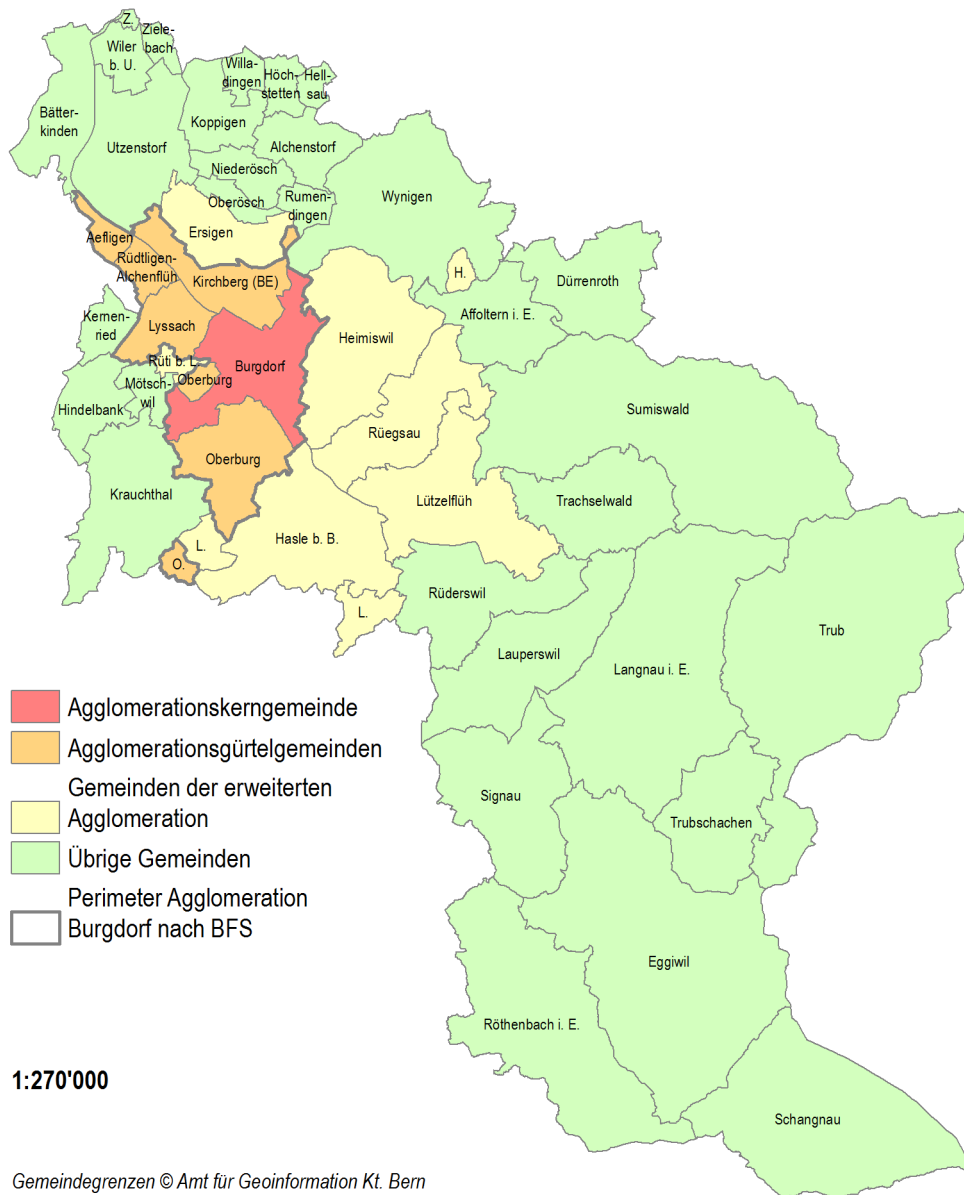 Z.
Ziele-
bach
Wiler
b. U.
Willa-
dingen
Höch-
stetten
Hell-
sau
Bätter-
kinden
Koppigen
Utzenstorf
Alchenstorf
Niederösch
Oberösch
Rumen-
dingen
Wynigen
Ersigen
Aefligen
Rüdtligen-
Alchenflüh
Kirchberg (BE)
H.
Dürrenroth
Affoltern i. E.
Kernen-
ried
Lyssach
Heimiswil
Rüti b. L.
Burgdorf
Oberburg
Mötsch-
wil
Hindelbank
Sumiswald
Rüegsau
Oberburg
Krauchthal
Lützelflüh
Trachselwald
Hasle b. B.
L.
O.
Rüderswil
L.
Lauperswil
Langnau i. E.
Trub
Signau
Trubschachen
Eggiwil
Röthenbach i. E.
Schangnau
Agglomerationskerngemeinde
Agglomerationsgürtelgemeinden
Gemeinden der erweiterten
Agglomeration
Übrige Gemeinden
Perimeter Agglomeration
Burgdorf nach BFS
1:270'000
Gemeindegrenzen © Amt für Geoinformation Kt. Bern